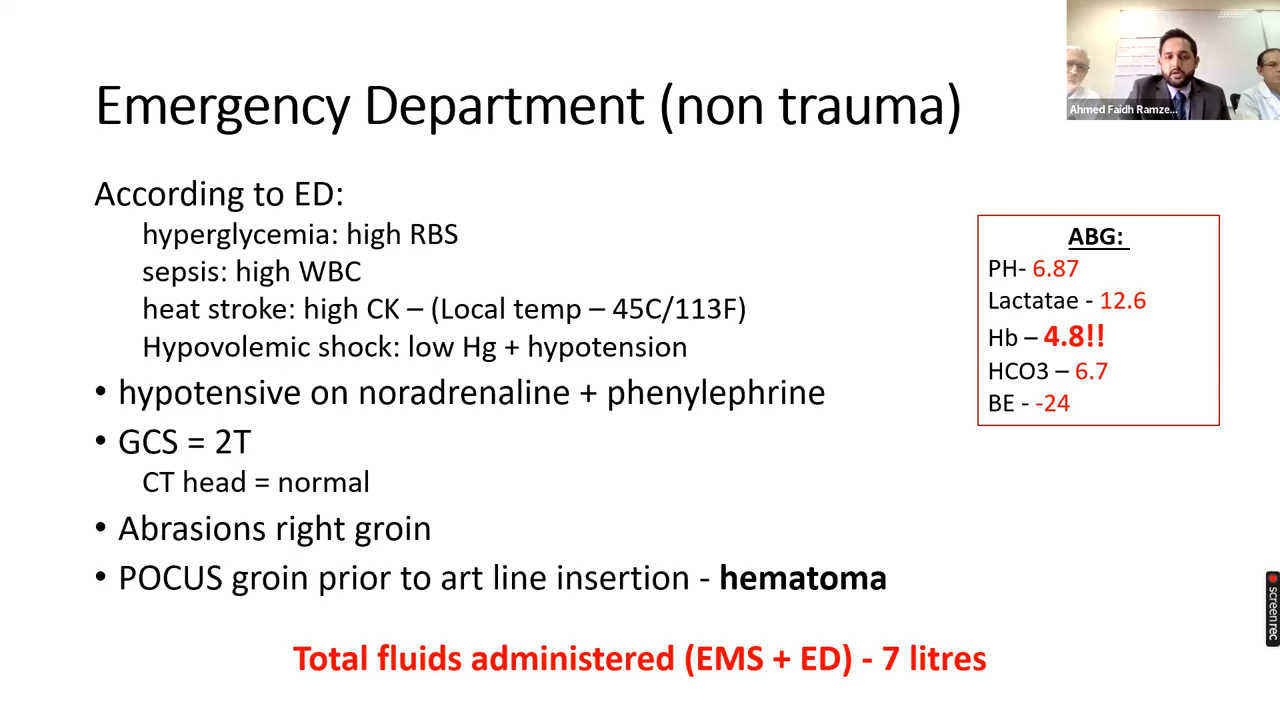 Emergency Department (non trauma)
Ahmed Faidh Ramze...
According to ED:
hyperglycemia: high RBS
sepsis: high WBC
heat stroke: high CK – (Local temp – 45C/113F)
Hypovolemic shock: low Hg + hypotension
• hypotensive on noradrenaline + phenylephrine
• GCS = 2T
CT head = normal
• Abrasions right groin
• POCUS groin prior to art line insertion - hematoma
ABG:
PH- 6.87
Lactatae - 12.6
Hb – 4.8!!
HCO3 – 6.7
BE - -24
Total fluids administered (EMS + ED) - 7 litres
screenrec